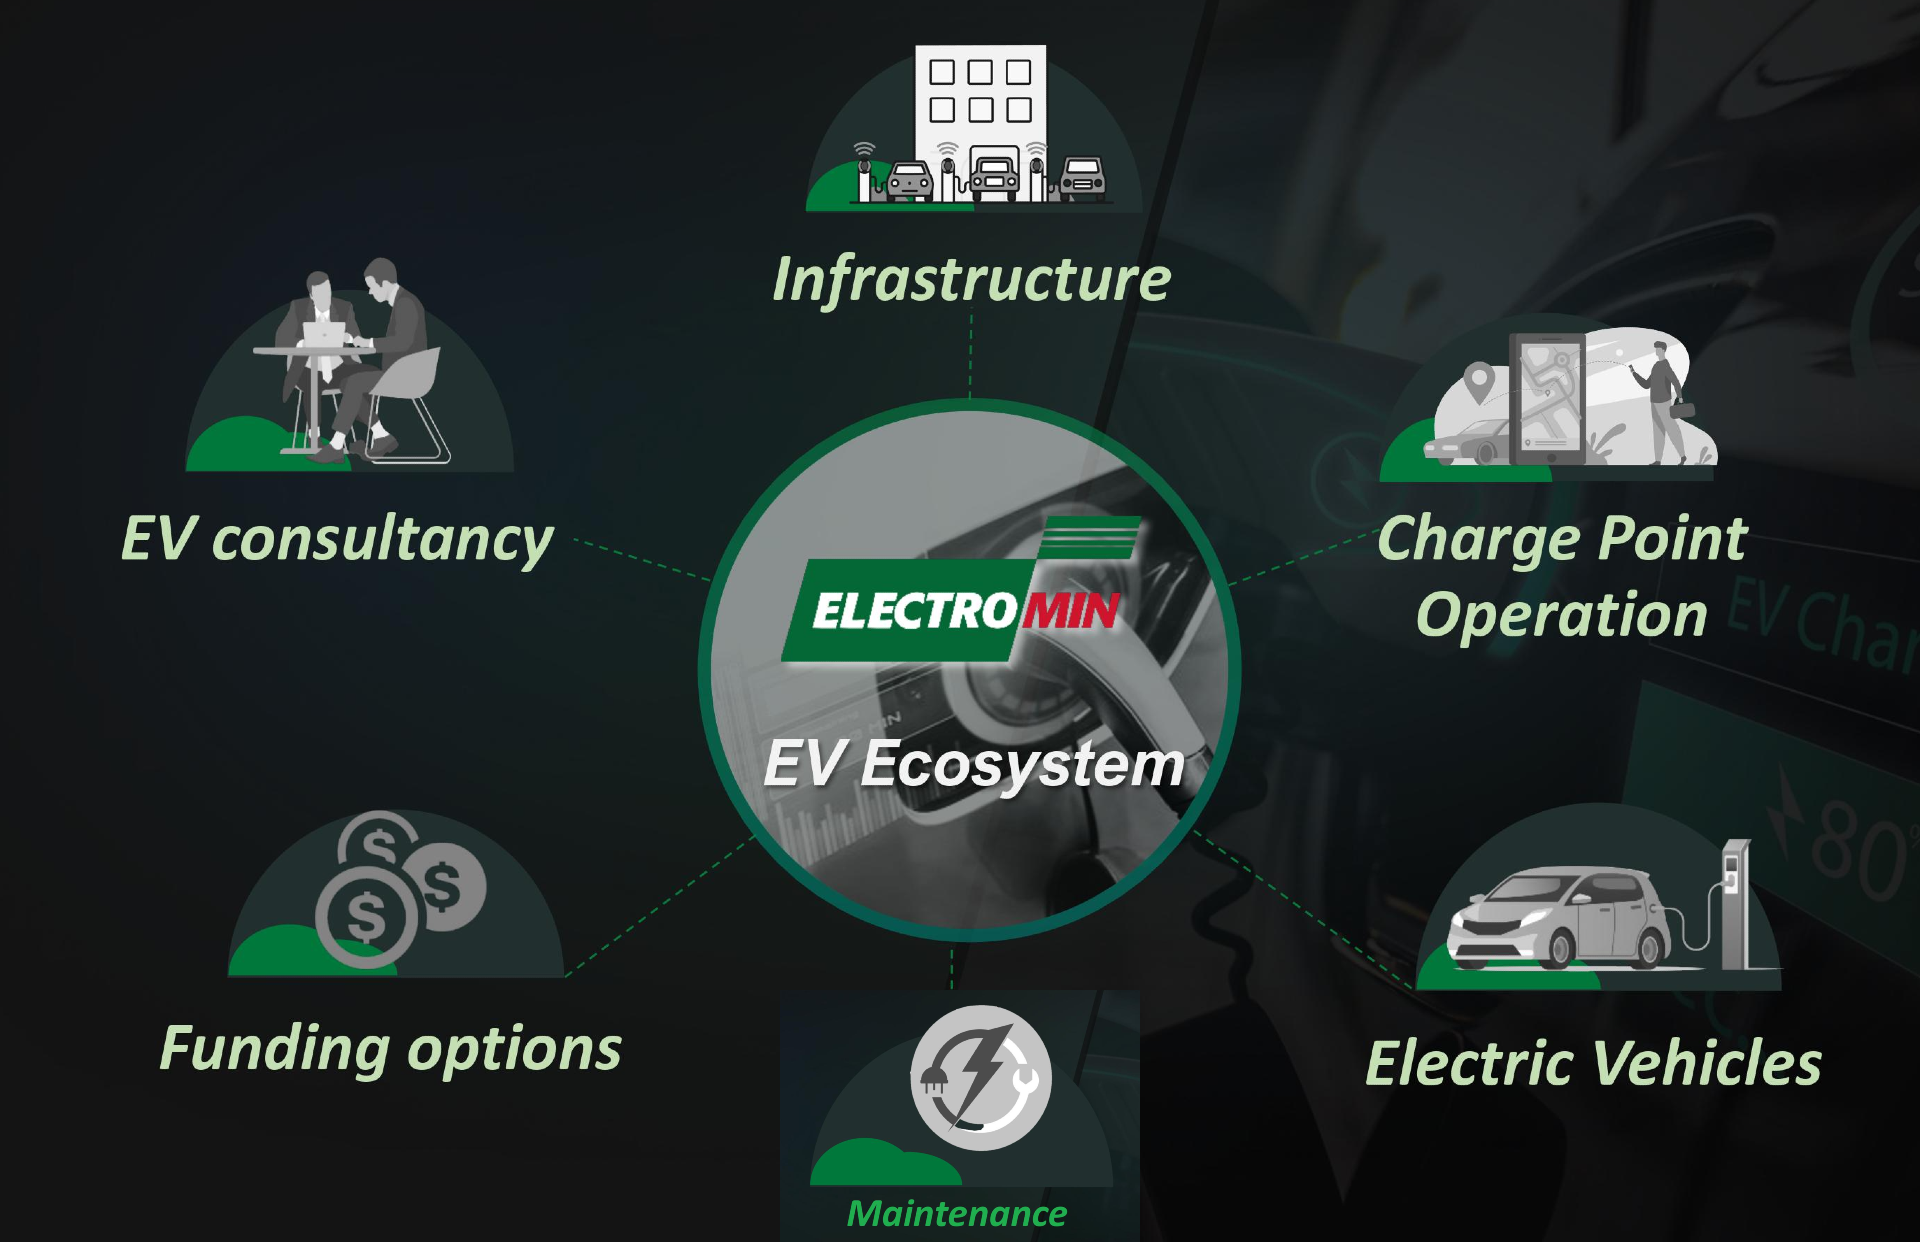 Infrastructure
EV consultancy
Charge Point
Operation
ELECTROMIN
EV Ecosystem
EV Char
80%
Funding options
Electric Vehicles
Maintenance
$
$
$